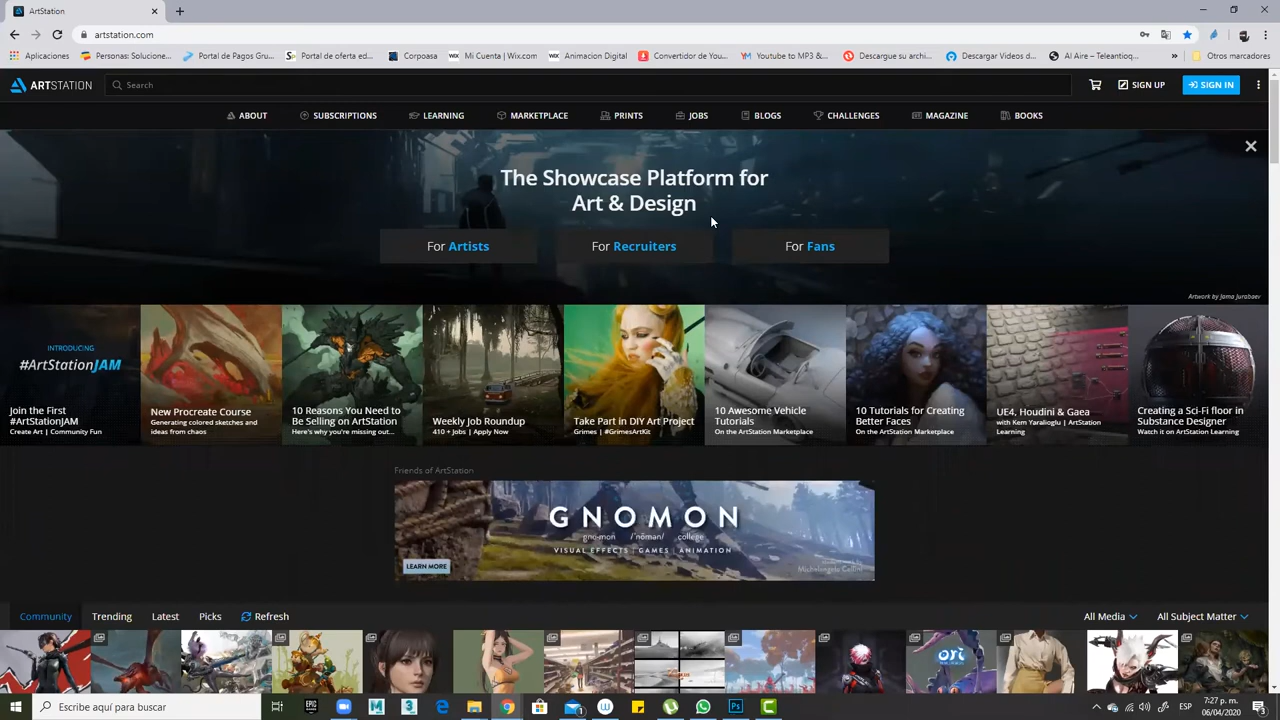 ArtStation
artstation.com
Aplicaciones
Personas: Solucione...
Portal de Pagos Gru...
Portal de oferta ed...
Corpoasa
Mi Cuenta | Wix.com
Animacion Digital
Convertidor de You...
Youtube to MP3 &...
Descargue su archi...
Descargar Videos d...
Al Aire – Teleantioq...
»
Otros marcadores
ARTSTATION
Search
SIGN UP
SIGN IN
ABOUT
SUBSCRIPTIONS
LEARNING
MARKETPLACE
PRINTS
JOBS
BLOGS
CHALLENGES
MAGAZINE
BOOKS
The Showcase Platform for
Art & Design
For Artists
For Recruiters
For Fans
Artwork by Jama Jurabaev
INTRODUCING
#ArtStationJAM
Join the First
#ArtStationJAM
Create Art | Community Fun
New Procreate Course
Generating colored sketches and
ideas from chaos
10 Reasons You Need to
Be Selling on ArtStation
Here's why you're missing out...
Weekly Job Roundup
410 + Jobs | Apply Now
Take Part in DIY Art Project
Grimes | #GrimesArtKit
10 Awesome Vehicle
Tutorials
On the ArtStation Marketplace
10 Tutorials for Creating
Better Faces
On the ArtStation Marketplace
UE4, Houdini & Gaea
with Kem Yaralioglu | ArtStation
Learning
Creating a Sci-Fi floor in
Substance Designer
Watch it on ArtStation Learning
Friends of ArtStation
GNOMON
gno·mon /'nōmän/ college
VISUAL EFFECTS | GAMES | ANIMATION
LEARN MORE
Michelangelo Cellini
Community
Trending
Latest
Picks
Refresh
All Media
All Subject Matter
ori
Escribe aquí para buscar
ESP
7:27 p. m.
06/04/2020